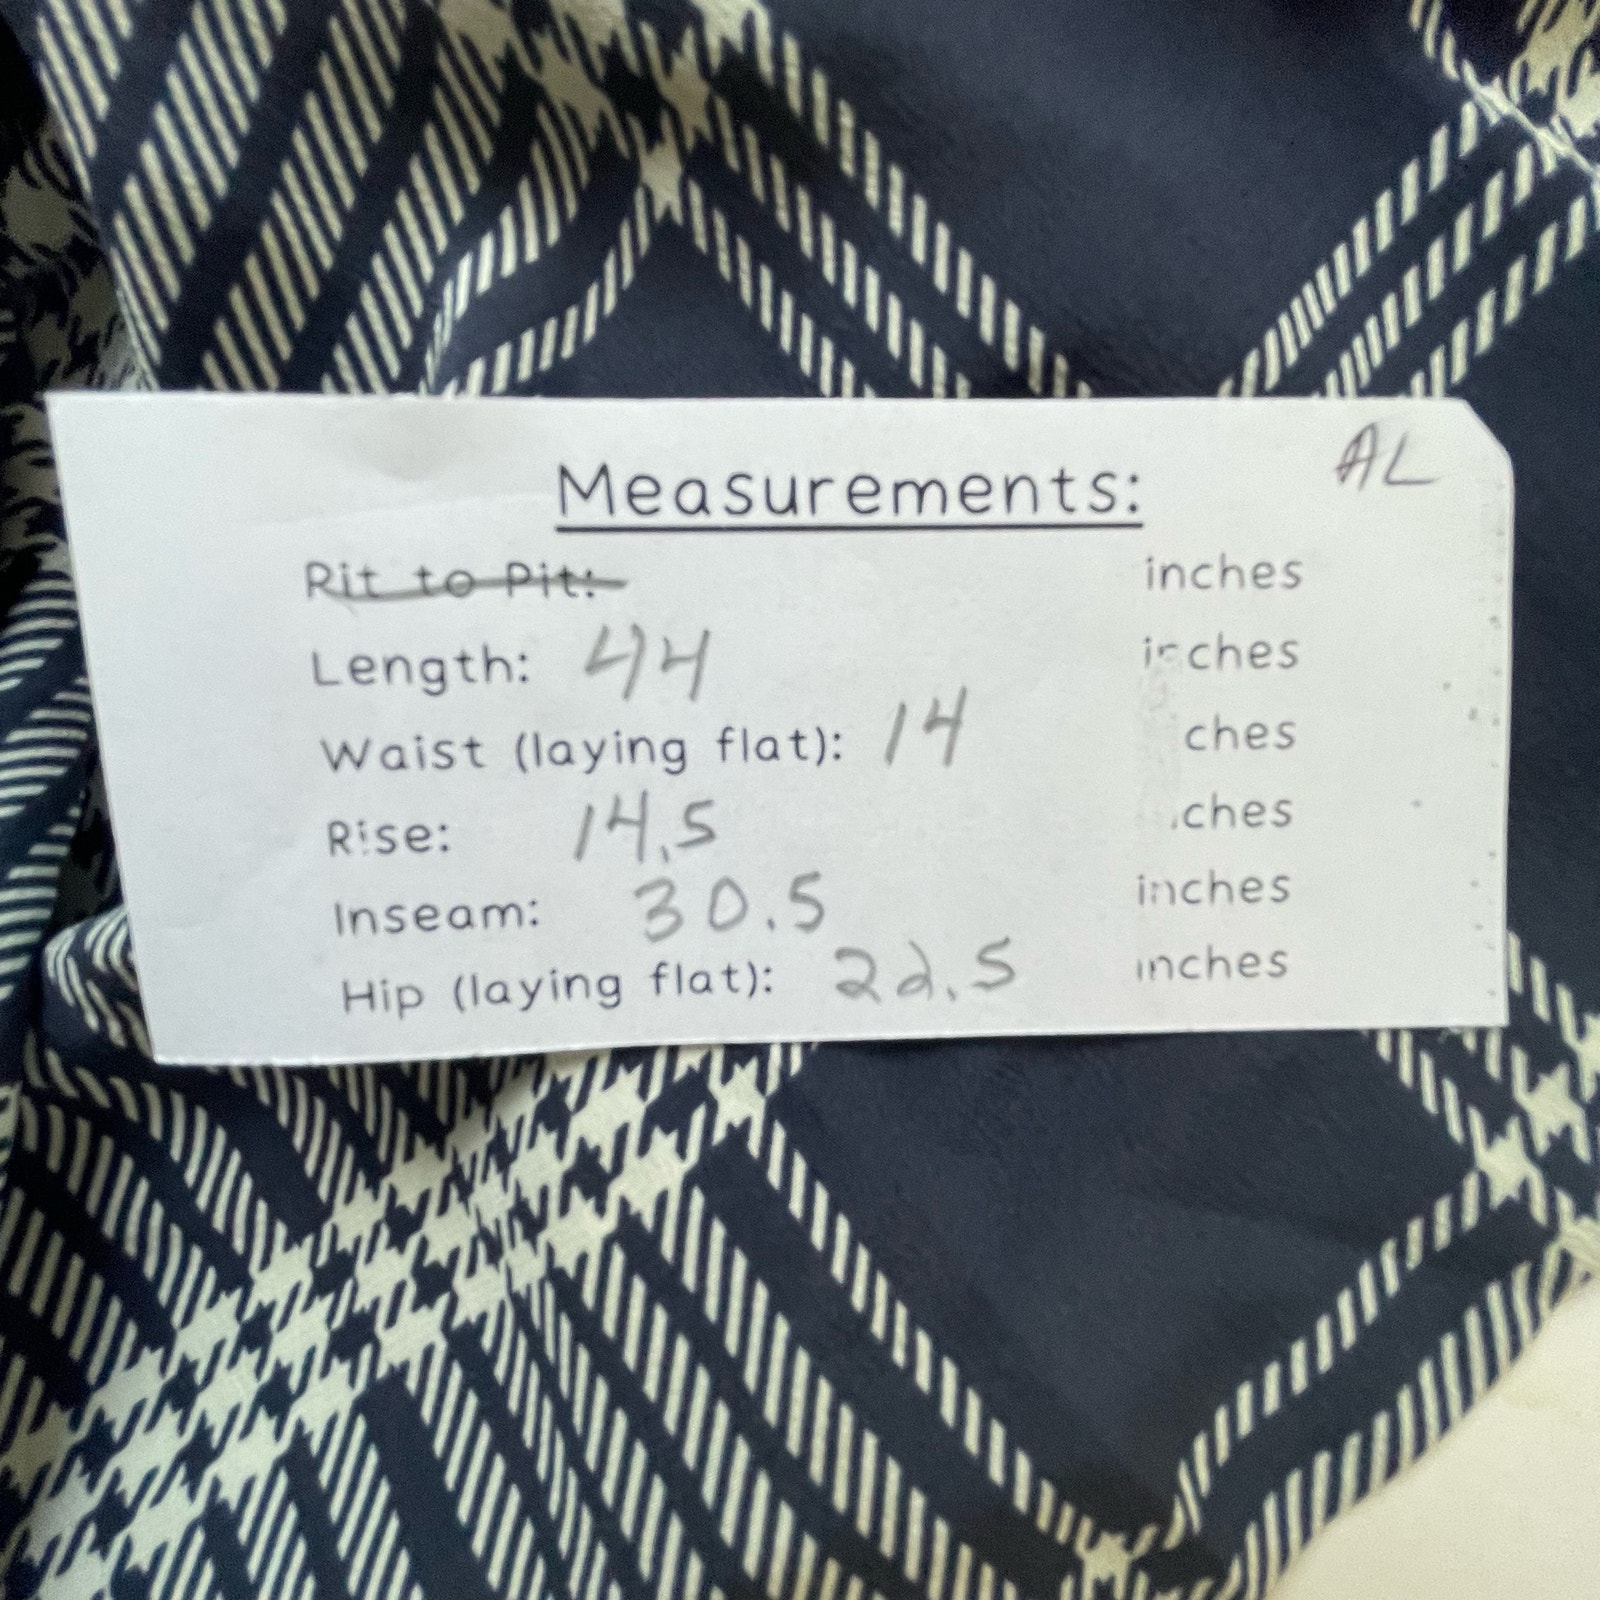 AL
Measurements:
Pit to Pit: inches
Length: 44 inches
Waist (laying flat): 14 ches
Rise: 14.5 ches
Inseam: 30.5 inches
Hip (laying flat): 22.5 inches